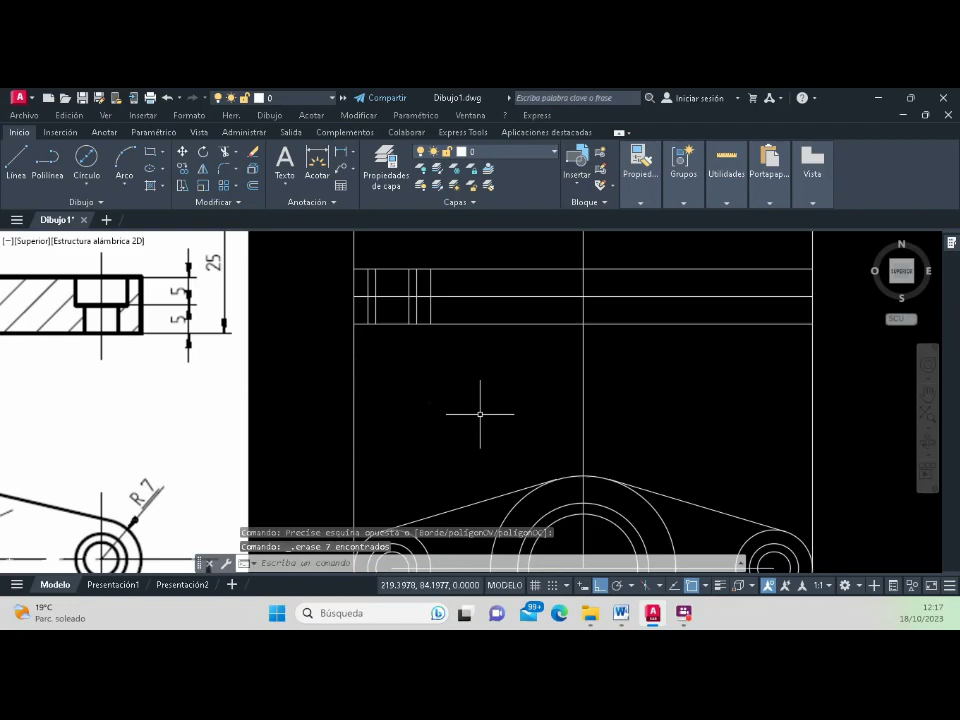 A 0 Compartir Dibujo1.dwg Escriba palabra clave o frase Iniciar sesión
Archivo Edición Ver Insertar Formato Herr. Dibujo Acotar Modificar Paramétrico Ventana ? Express
Inicio Inserción Anotar Paramétrico Vista Administrar Salida Complementos Colaborar Express Tools Aplicaciones destacadas
Línea Polilínea Círculo Arco Texto Acotar Propiedades de capa 0 Insertar Propied... Grupos Utilidades Portapap... Vista
Dibujo Modificar Anotación Capas Bloque
Dibujo1* × +
[−][Superior][Estructura alámbrica 2D]
N
O SUPERIOR E
S
SCU
25
5
5
R 7
Comando: Precise esquina opuesta o [Borde/polígonOV/polígonOC]:
Comando: _.erase 7 encontrados
Escriba un comando
Modelo Presentación1 Presentación2 + 219.3978, 84.1977, 0.0000 MODELO 1:1
19°C
Parc. soleado
Búsqueda
99+
12:17
18/10/2023